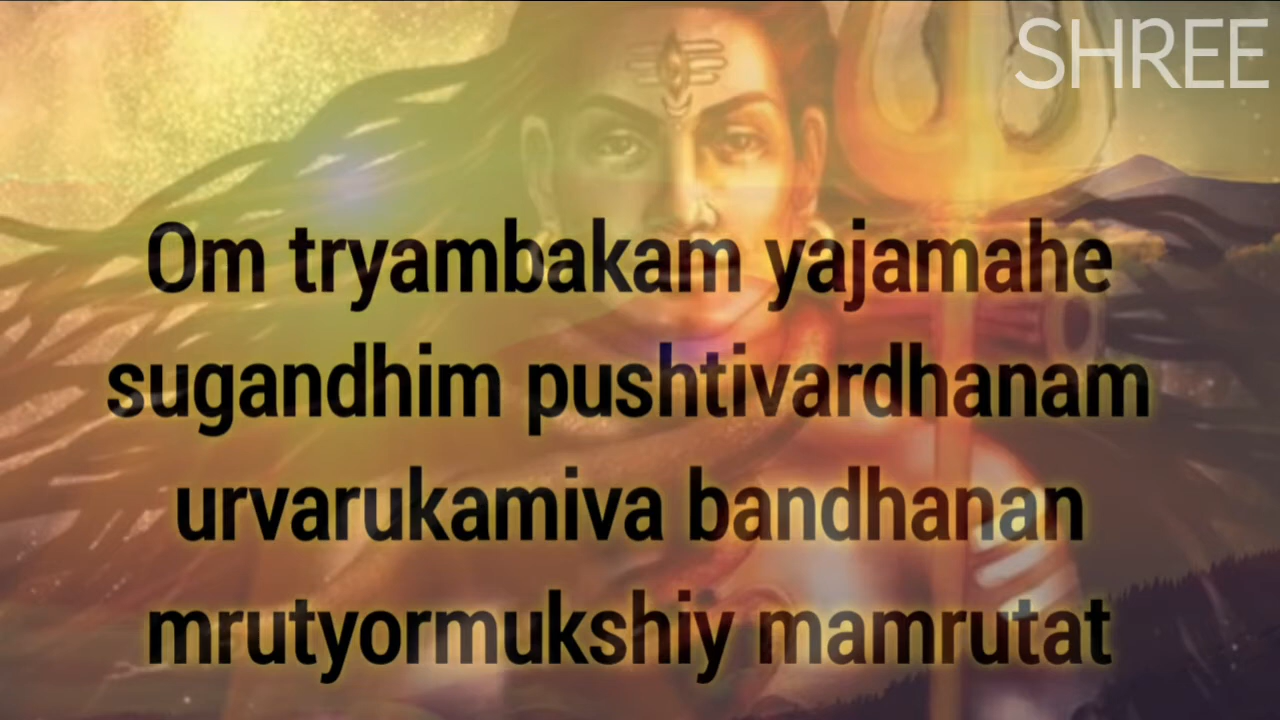 SHREE
Om tryambakam yajamahe
sugandhim pushtivardhanam
urvarukamiva bandhanan
mrutyormukshiy mamrutat